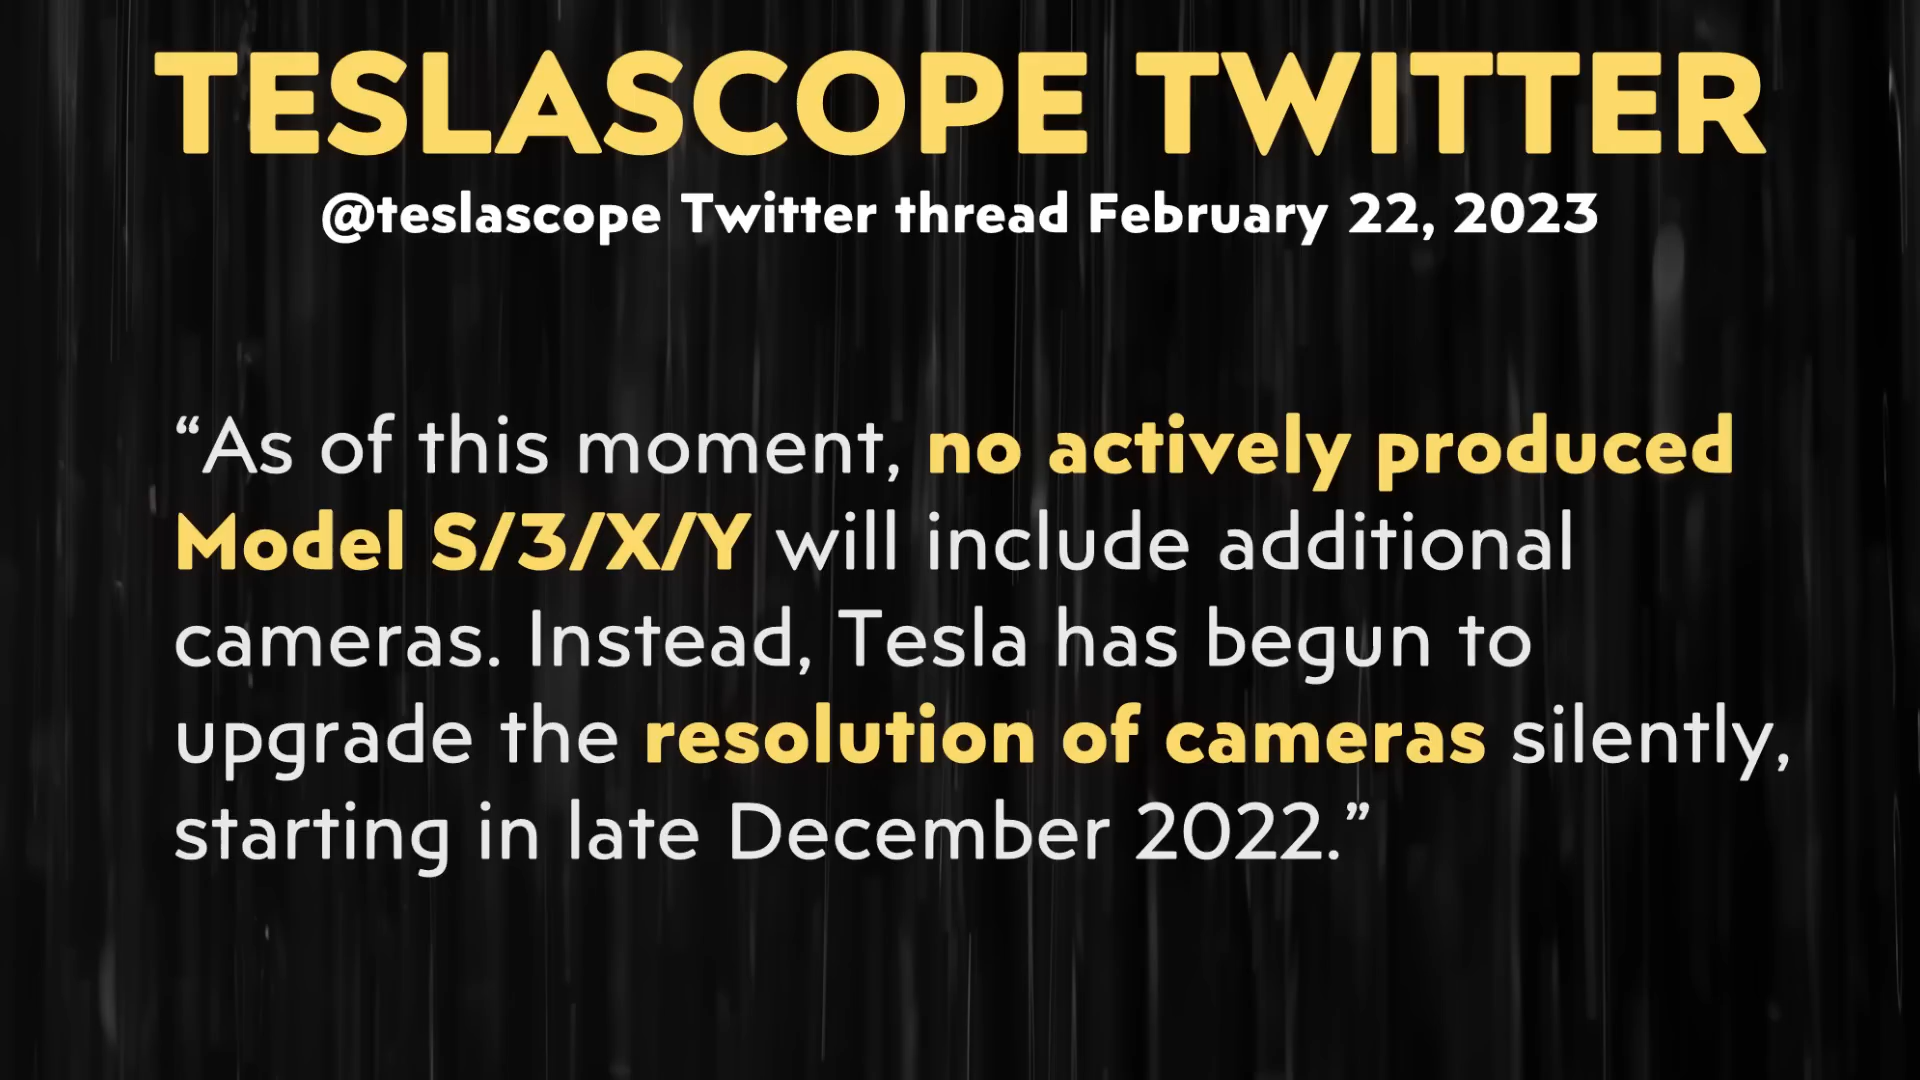 TESLASCOPE TWITTER
@teslascope Twitter thread February 22, 2023
“As of this moment, no actively produced
Model S/3/X/Y will include additional
cameras. Instead, Tesla has begun to
upgrade the resolution of cameras silently,
starting in late December 2022.”